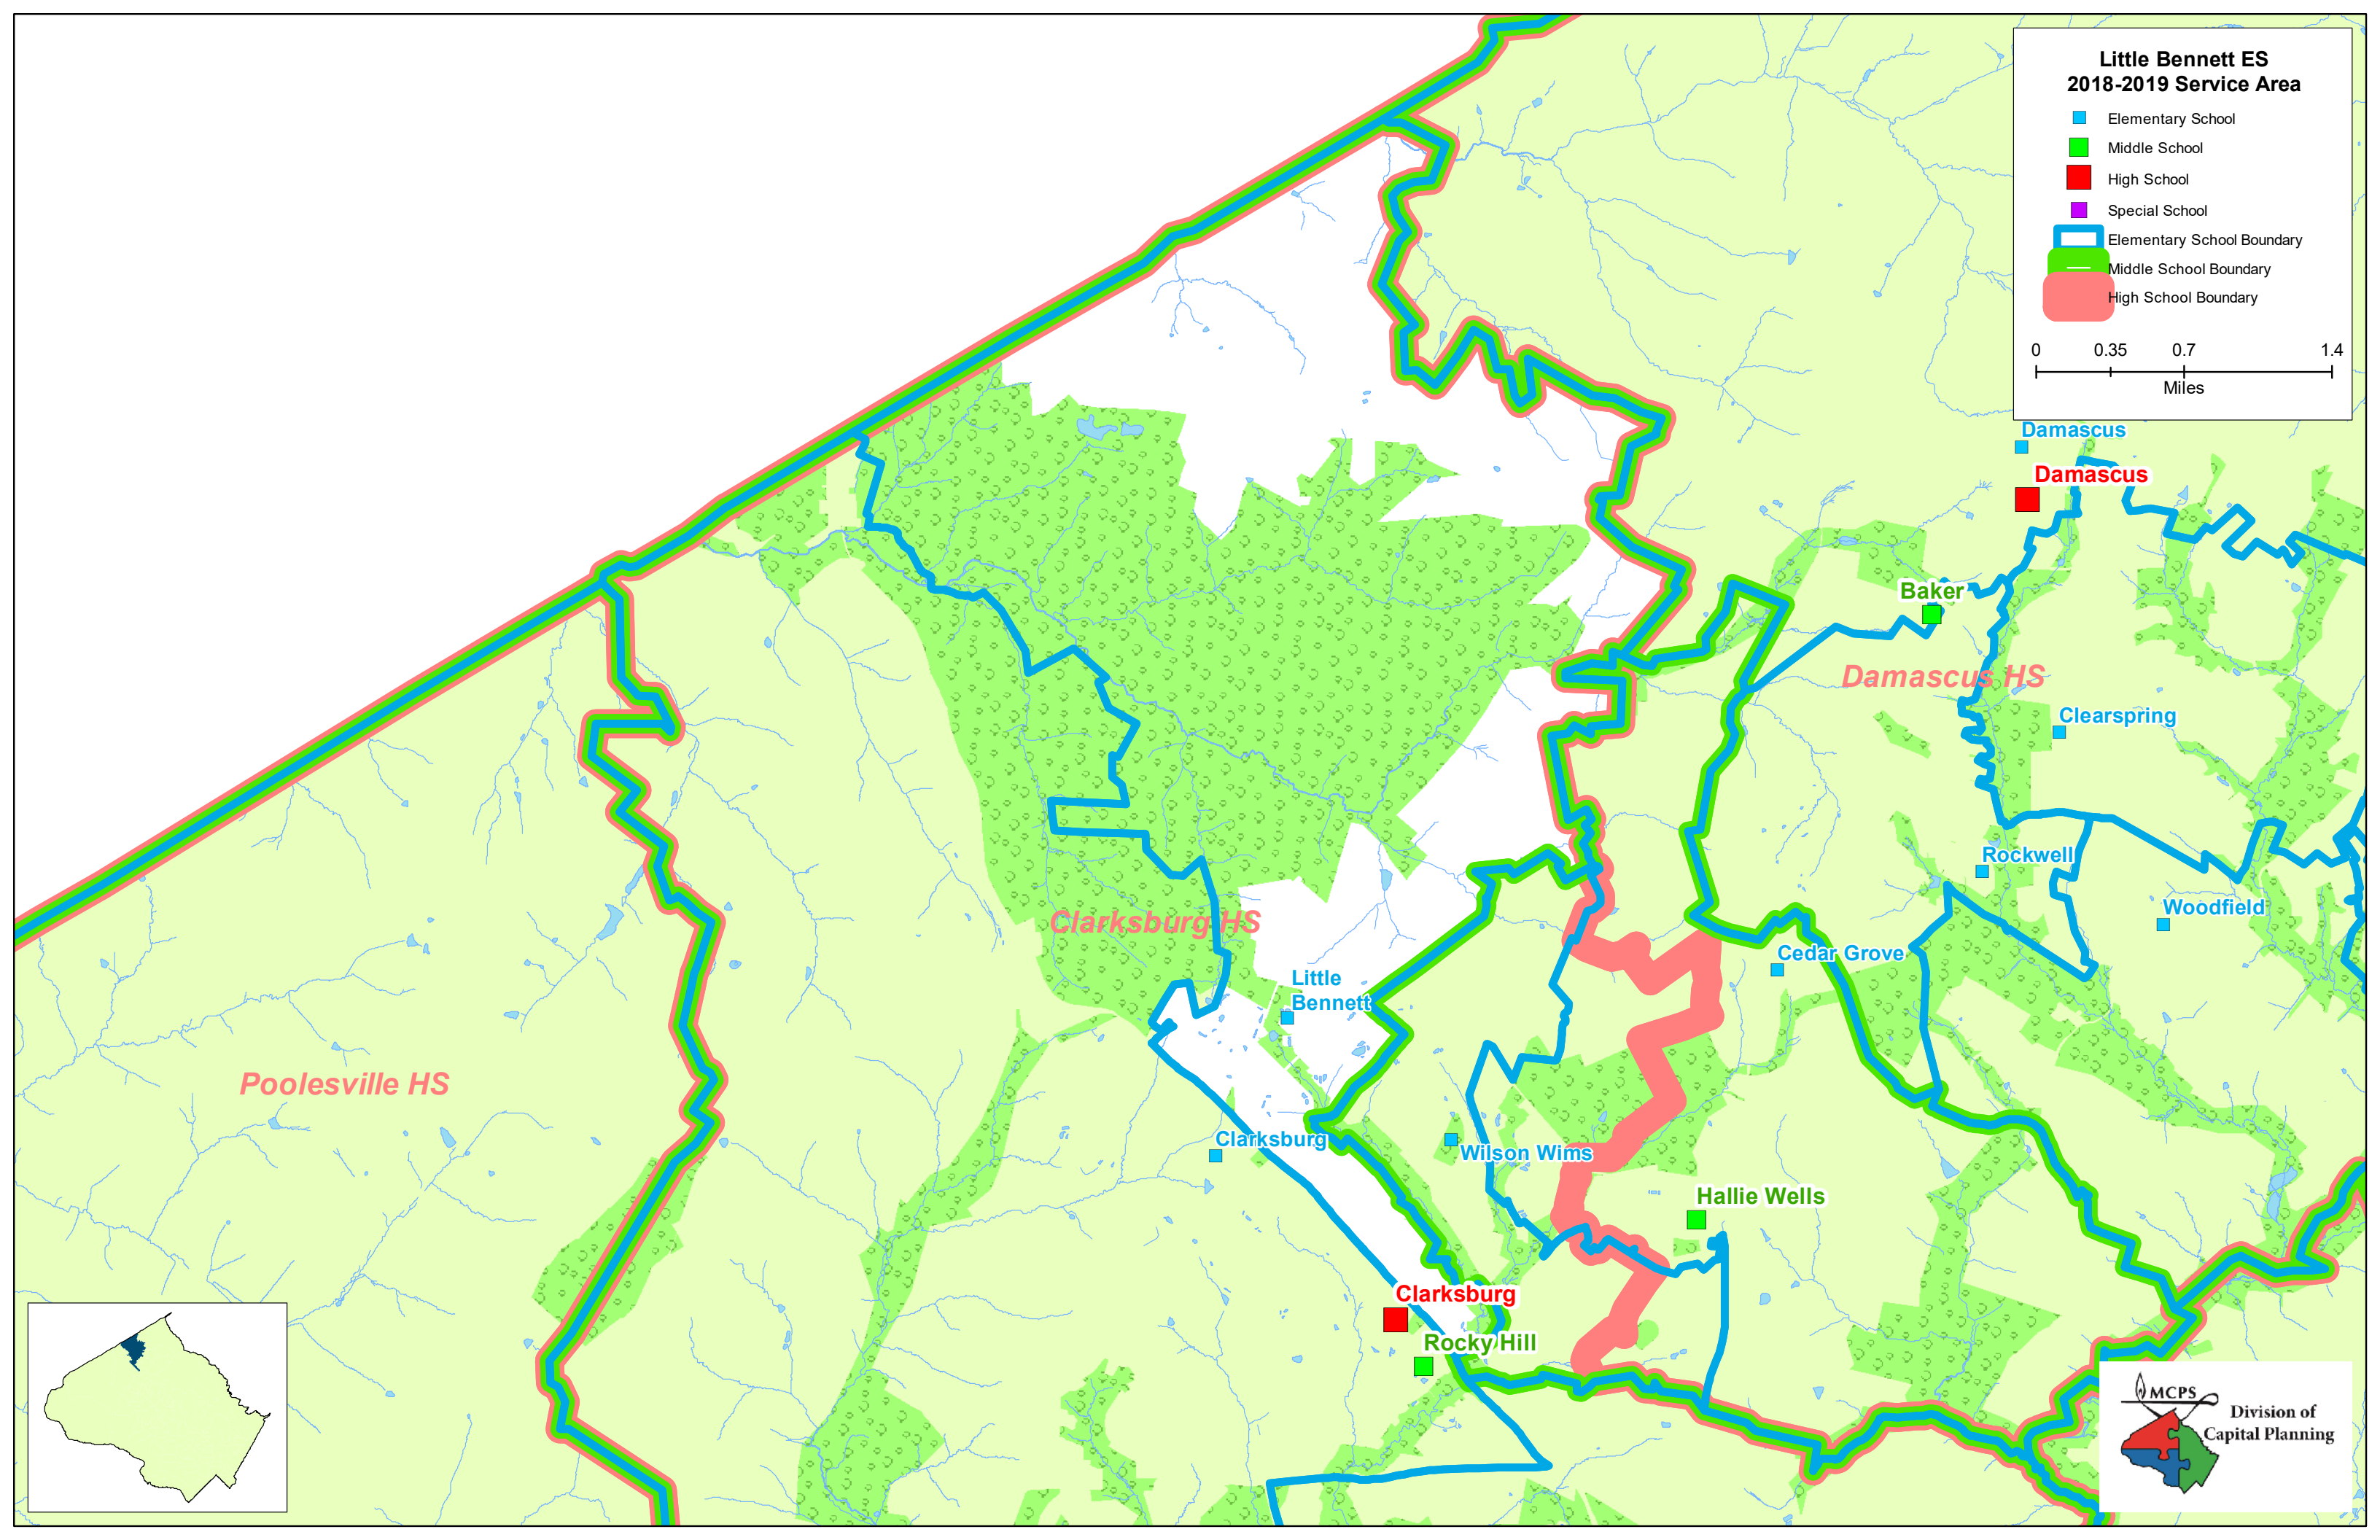 Little Bennett ES
2018-2019 Service Area
Elementary School
Middle School
High School
Special School
Elementary School Boundary
Middle School Boundary
High School Boundary
0 0.35 0.7 1.4
Miles
Damascus
Damascus
Baker
Damascus HS
Clearspring
Rockwell
Woodfield
Clarksburg HS
Cedar Grove
Little
Bennett
Poolesville HS
Clarksburg
Wilson Wims
Hallie Wells
Clarksburg
Rocky Hill
MCPS
Division of
Capital Planning